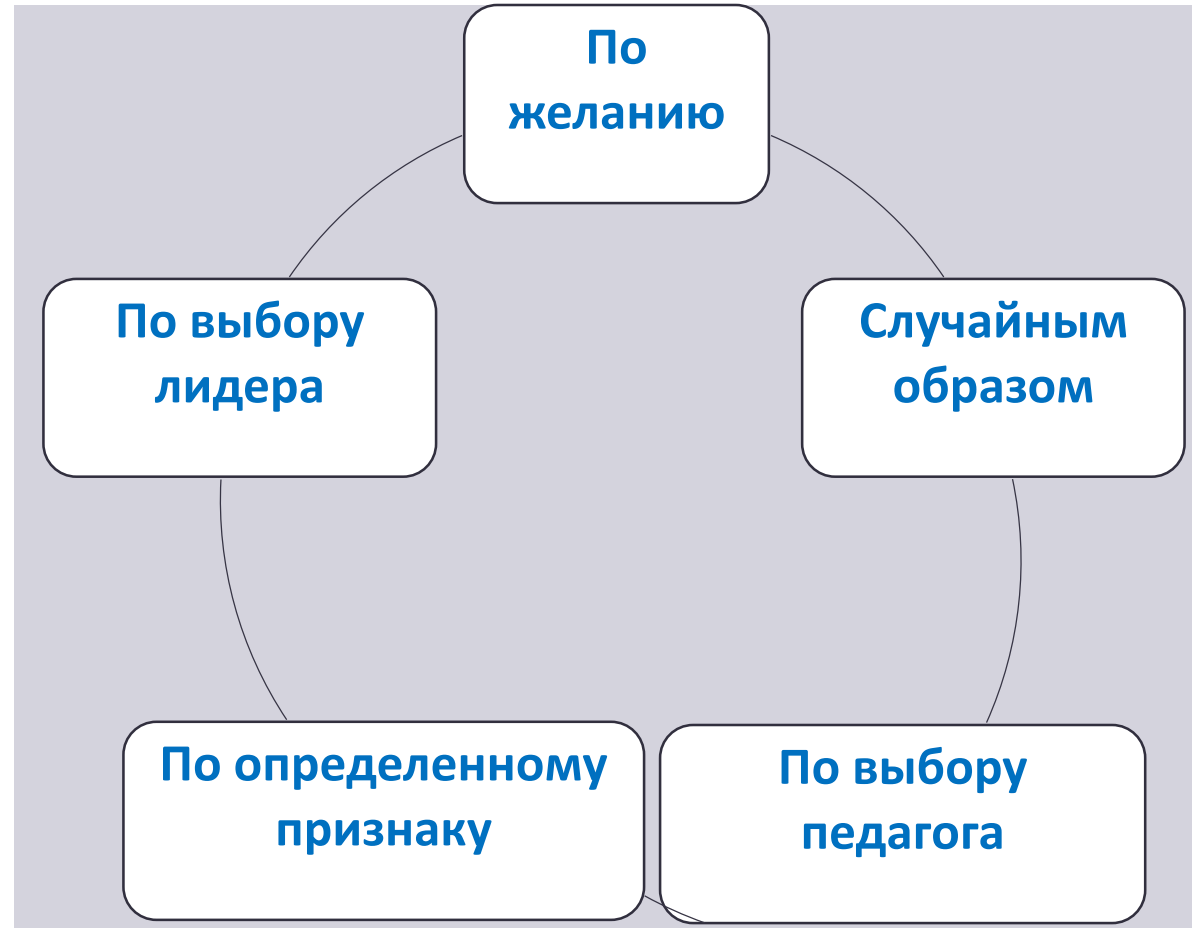 По
желанию
По выбору
лидера
Случайным
образом
По определенному
признаку
По выбору
педагога